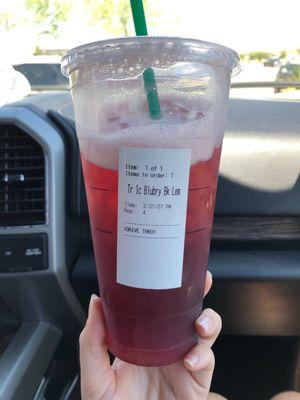 Item: 1 of 1
Items in order: 1
Tr Ic Blubry Bk Lem
Time: 2:01:07 PM
Reg: 4
>DRIVE THRU<